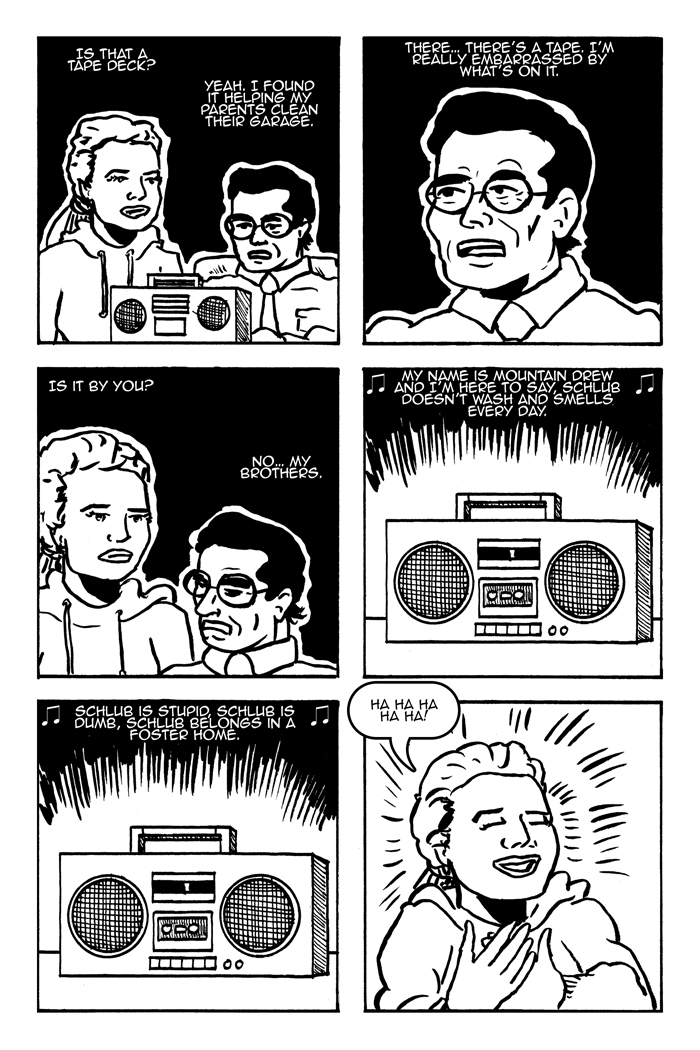 IS THAT A
TAPE DECK?
YEAH. I FOUND
IT HELPING MY
PARENTS CLEAN
THEIR GARAGE.
THERE... THERE'S A TAPE. I'M
REALLY EMBARRASSED BY
WHAT'S ON IT.
IS IT BY YOU?
NO... MY
BROTHERS.
MY NAME IS MOUNTAIN DREW
AND I'M HERE TO SAY, SCHLUB
DOESN'T WASH AND SMELLS
EVERY DAY.
SCHLUB IS STUPID, SCHLUB IS
DUMB, SCHLUB BELONGS IN A
FOSTER HOME.
HA HA HA
HA HA!